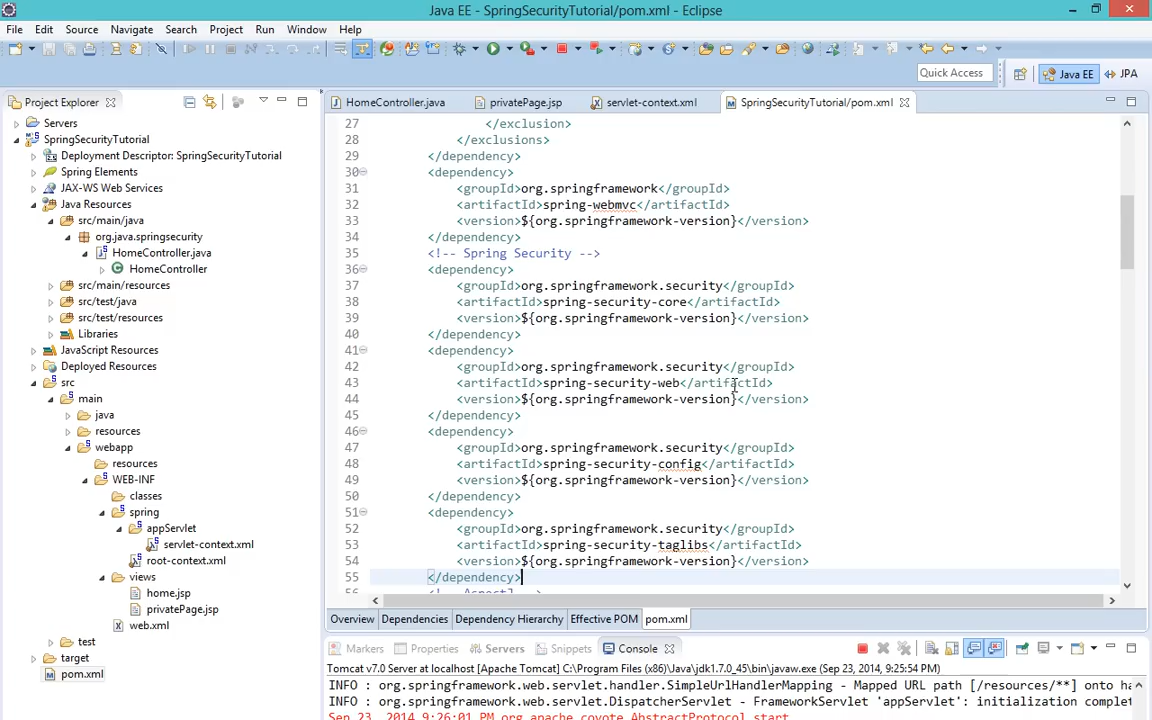 Java EE - SpringSecurityTutorial/pom.xml - Eclipse
File Edit Source Navigate Search Project Run Window Help
Quick Access
Java EE
JPA
Project Explorer
Servers
SpringSecurityTutorial
Deployment Descriptor: SpringSecurityTutorial
Spring Elements
JAX-WS Web Services
Java Resources
src/main/java
org.java.springsecurity
HomeController.java
HomeController
src/main/resources
src/test/java
src/test/resources
Libraries
JavaScript Resources
Deployed Resources
src
main
java
resources
webapp
resources
WEB-INF
classes
spring
appServlet
servlet-context.xml
root-context.xml
views
home.jsp
privatePage.jsp
web.xml
test
target
pom.xml
HomeController.java privatePage.jsp servlet-context.xml SpringSecurityTutorial/pom.xml
27 </exclusion>
28 </exclusions>
29 </dependency>
30 <dependency>
31 <groupId>org.springframework</groupId>
32 <artifactId>spring-webmvc</artifactId>
33 <version>${org.springframework-version}</version>
34 </dependency>
35 <!-- Spring Security -->
36 <dependency>
37 <groupId>org.springframework.security</groupId>
38 <artifactId>spring-security-core</artifactId>
39 <version>${org.springframework-version}</version>
40 </dependency>
41 <dependency>
42 <groupId>org.springframework.security</groupId>
43 <artifactId>spring-security-web</artifactId>
44 <version>${org.springframework-version}</version>
45 </dependency>
46 <dependency>
47 <groupId>org.springframework.security</groupId>
48 <artifactId>spring-security-config</artifactId>
49 <version>${org.springframework-version}</version>
50 </dependency>
51 <dependency>
52 <groupId>org.springframework.security</groupId>
53 <artifactId>spring-security-taglibs</artifactId>
54 <version>${org.springframework-version}</version>
55 </dependency>
Overview Dependencies Dependency Hierarchy Effective POM pom.xml
Markers Properties Servers Snippets Console
Tomcat v7.0 Server at localhost [Apache Tomcat] C:\Program Files (x86)\Java\jdk1.7.0_45\bin\javaw.exe (Sep 23, 2014, 9:25:54 PM)
INFO : org.springframework.web.servlet.handler.SimpleUrlHandlerMapping - Mapped URL path [/resources/**] onto ha
INFO : org.springframework.web.servlet.DispatcherServlet - FrameworkServlet 'appServlet': initialization complet
Sep 23, 2014 9:26:01 PM org.apache.coyote.AbstractProtocol start